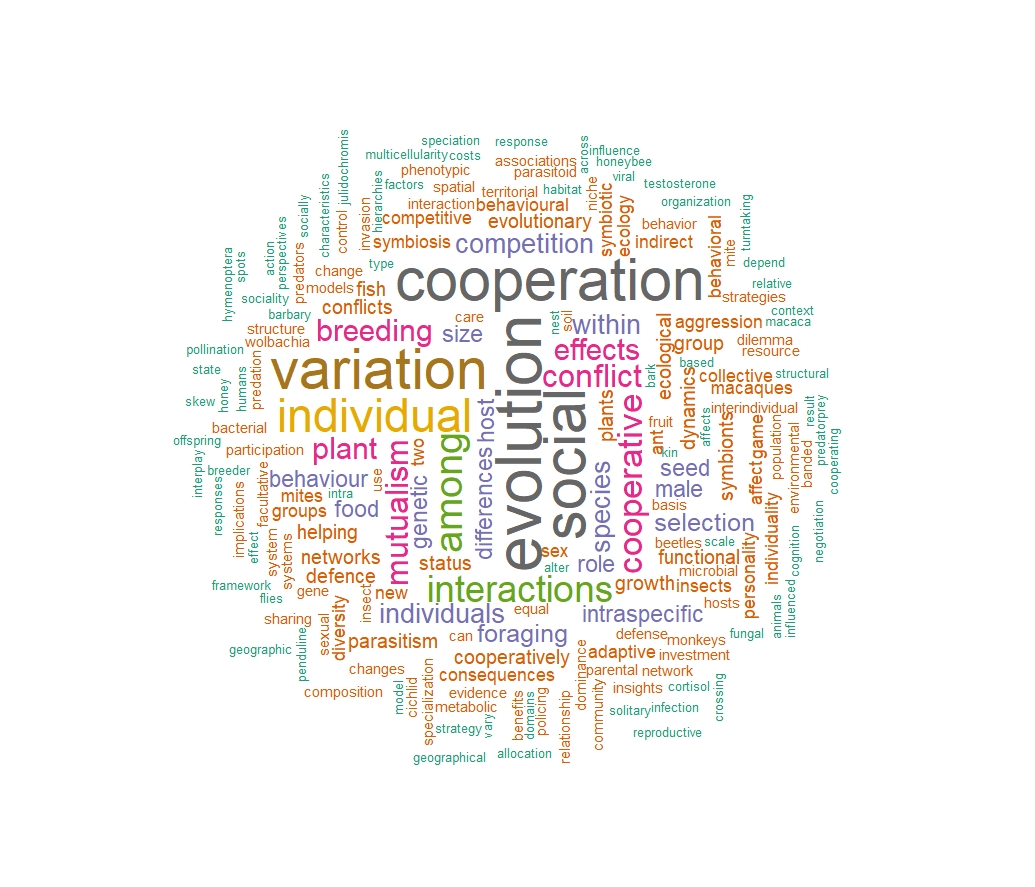 speciation
response
multicellularity
costs
influence
across
honeybee
associations
parasitoid
phenotypic
viral
factors
spatial
territorial
habitat
niche
testosterone
julidochromis
hierarchies
characteristics
socially
control
invasion
interaction
behavioural
competitive
evolutionary
symbiotic
ecology
organization
behavior
turntaking
symbiosis
competition
indirect
behavioral
mite
perspectives
action
predators
hymenoptera
spots
change
type
cooperation
depend
models
fish
relative
sociality
strategies
conflicts
care
context
barbary
nest
soil
within
ecological
aggression
macaca
structure
breeding
size
wolbachia
effects
group
dilemma
resource
pollination
variation
evolution
conflict
bark
based
state
honey
humans
predation
dynamics
collective
structural
macaques
skew
individual
social
plants
cooperative
fruit
affects
interindividual
result
predatorprey
bacterial
host
ant
game
population
offspring
participation
plant
mutualism
two
among
differences
kin
symbionts
affect
environmental
banded
cooperating
interplay
breeder
behaviour
use
genetic
species
seed
mites
intra
male
basis
responses
implications
facultative
groups
food
selection
individuality
negotiation
effect
system
systems
helping
beetles
scale
cognition
networks
status
sex
role
functional
personality
defence
alter
microbial
framework
gene
new
interactions
growth
insects
flies
insect
hosts
animals
influenced
sharing
sexual
diversity
individuals
equal
intraspecific
geographic
penduline
parasitism
can
foraging
defense
monkeys
fungal
cooperatively
adaptive
investment
changes
consequences
dominance
parental
network
composition
model
cichlid
specialization
evidence
benefits
domains
policing
insights
cortisol
crossing
metabolic
relationship
community
solitary
infection
strategy
vary
reproductive
geographical
allocation